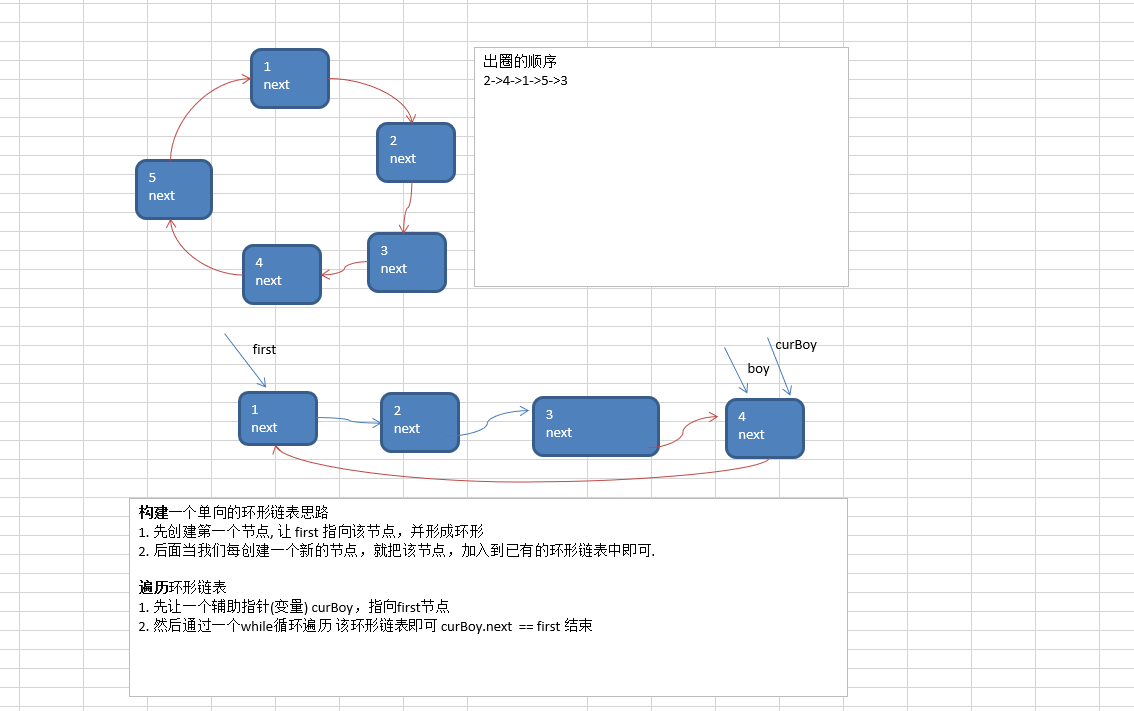 1
next
2
next
5
next
3
next
4
next
出圈的顺序
2->4->1->5->3
first
curBoy
boy
1
next
2
next
3
next
4
next
构建一个单向的环形链表思路
1. 先创建第一个节点, 让 first 指向该节点，并形成环形
2. 后面当我们每创建一个新的节点，就把该节点，加入到已有的环形链表中即可.
遍历环形链表
1. 先让一个辅助指针(变量) curBoy，指向first节点
2. 然后通过一个while循环遍历 该环形链表即可 curBoy.next  == first 结束